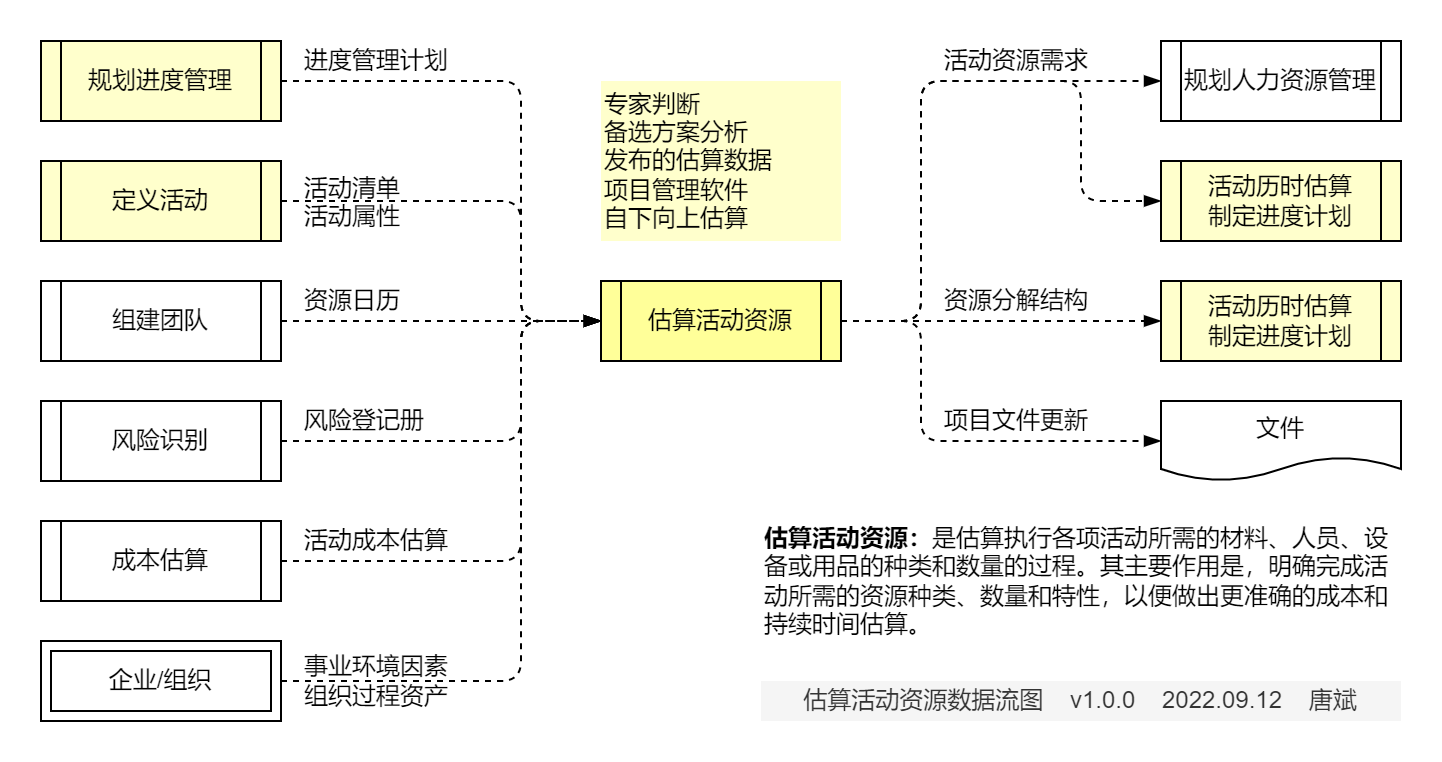 规划进度管理
进度管理计划
定义活动
活动清单
活动属性
组建团队
资源日历
风险识别
风险登记册
成本估算
活动成本估算
企业/组织
事业环境因素
组织过程资产
专家判断
备选方案分析
发布的估算数据
项目管理软件
自下向上估算
估算活动资源
活动资源需求
规划人力资源管理
活动历时估算
制定进度计划
资源分解结构
活动历时估算
制定进度计划
项目文件更新
文件
估算活动资源：是估算执行各项活动所需的材料、人员、设
备或用品的种类和数量的过程。其主要作用是，明确完成活
动所需的资源种类、数量和特性，以便做出更准确的成本和
持续时间估算。
估算活动资源数据流图 v1.0.0 2022.09.12 唐斌